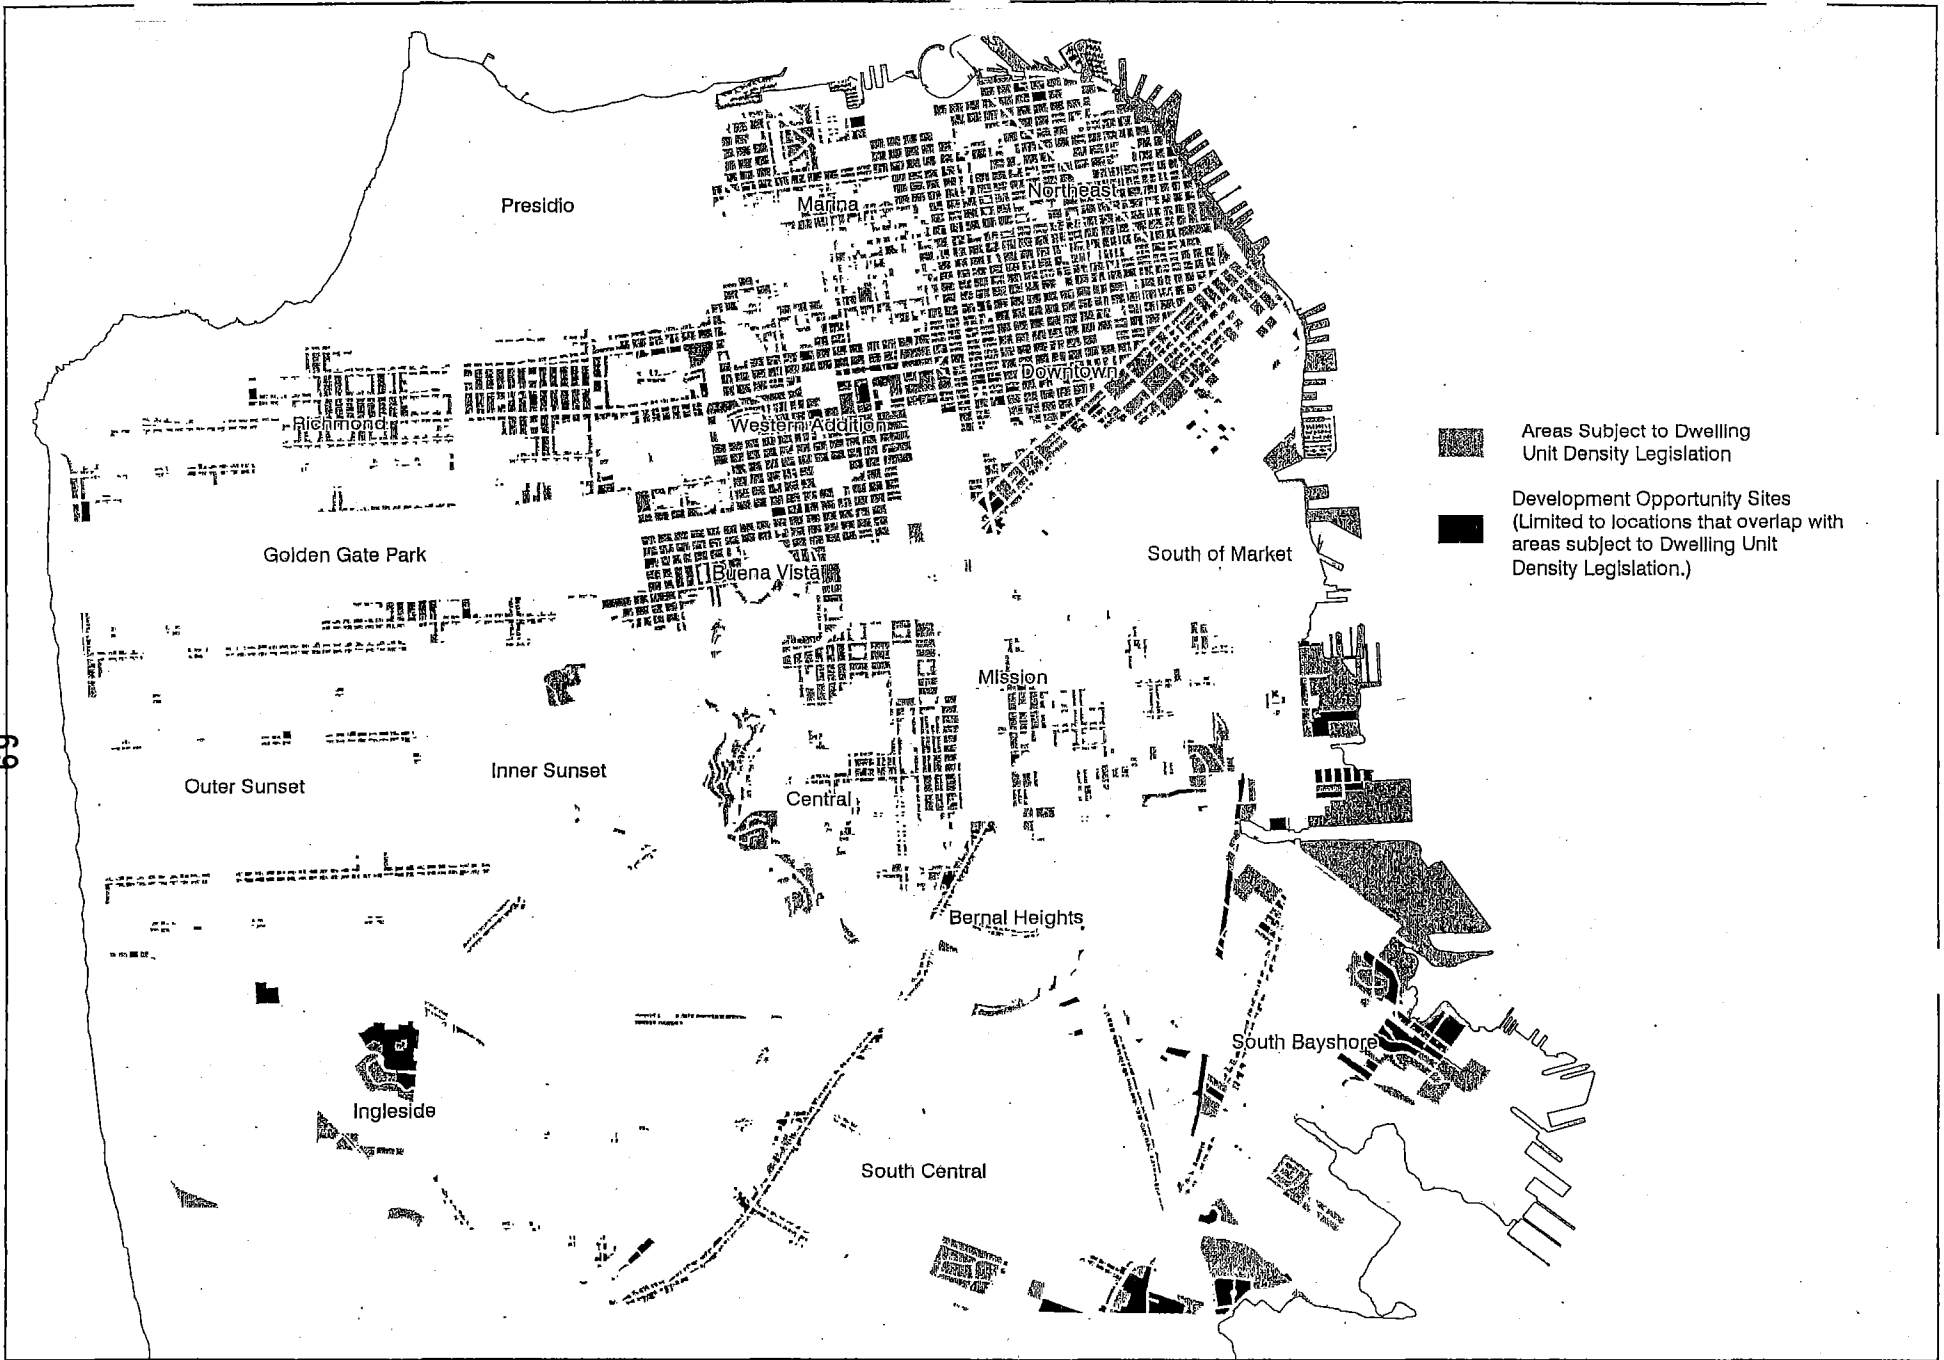 Presidio
Marina
Northeast
Downtown
Richmond
Western Addition
Areas Subject to Dwelling
Unit Density Legislation
Development Opportunity Sites
(Limited to locations that overlap with
areas subject to Dwelling Unit
Density Legislation.)
Golden Gate Park
South of Market
Buena Vista
Mission
69
Outer Sunset
Inner Sunset
Central
Bernal Heights
South Bayshore
Ingleside
South Central